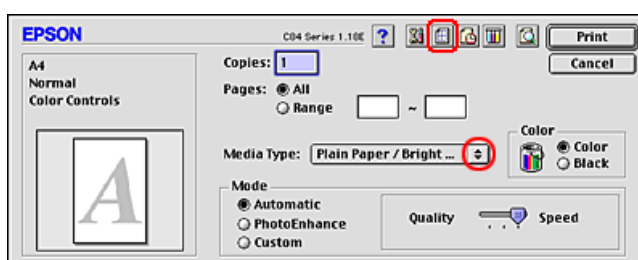 EPSON
C84 Series 1.10E
?
Print
Cancel
A4
Normal
Color Controls
A
Copies: 1
Pages: All
Range ~
Media Type: Plain Paper / Bright ...
Color
Color
Black
Mode
Automatic
PhotoEnhance
Custom
Quality
Speed